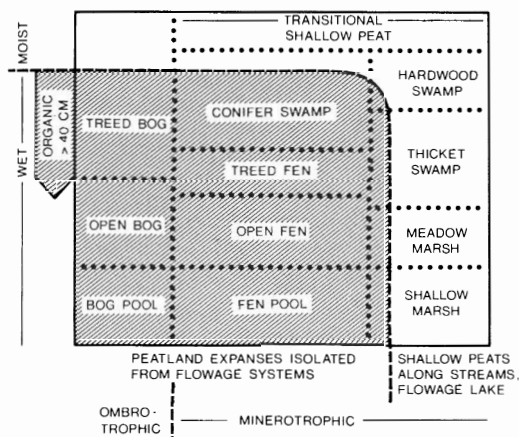 TRANSITIONAL
SHALLOW PEAT
MOIST
WET
ORGANIC
> 40 CM
TREED BOG
CONIFER SWAMP
HARDWOOD
SWAMP
TREED FEN
THICKET
SWAMP
OPEN BOG
OPEN FEN
MEADOW
MARSH
BOG POOL
FEN POOL
SHALLOW
MARSH
PEATLAND EXPANSES ISOLATED
FROM FLOWAGE SYSTEMS
SHALLOW PEATS
ALONG STREAMS,
FLOWAGE LAKE
OMBRO-
TROPHIC
MINEROTROPHIC